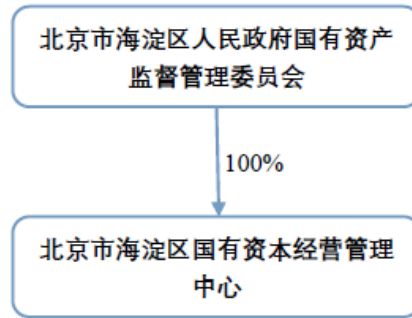 北京市海淀区人民政府国有资产
监督管理委员会
100%
北京市海淀区国有资本经营管理
中心